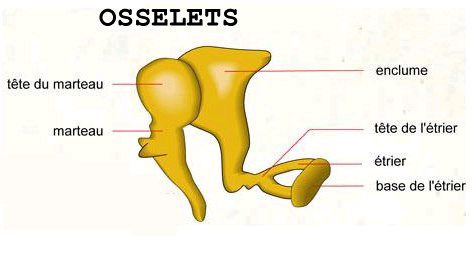 OSSELETS
tête du marteau
marteau
enclume
tête de l'étrier
étrier
base de l'étrier